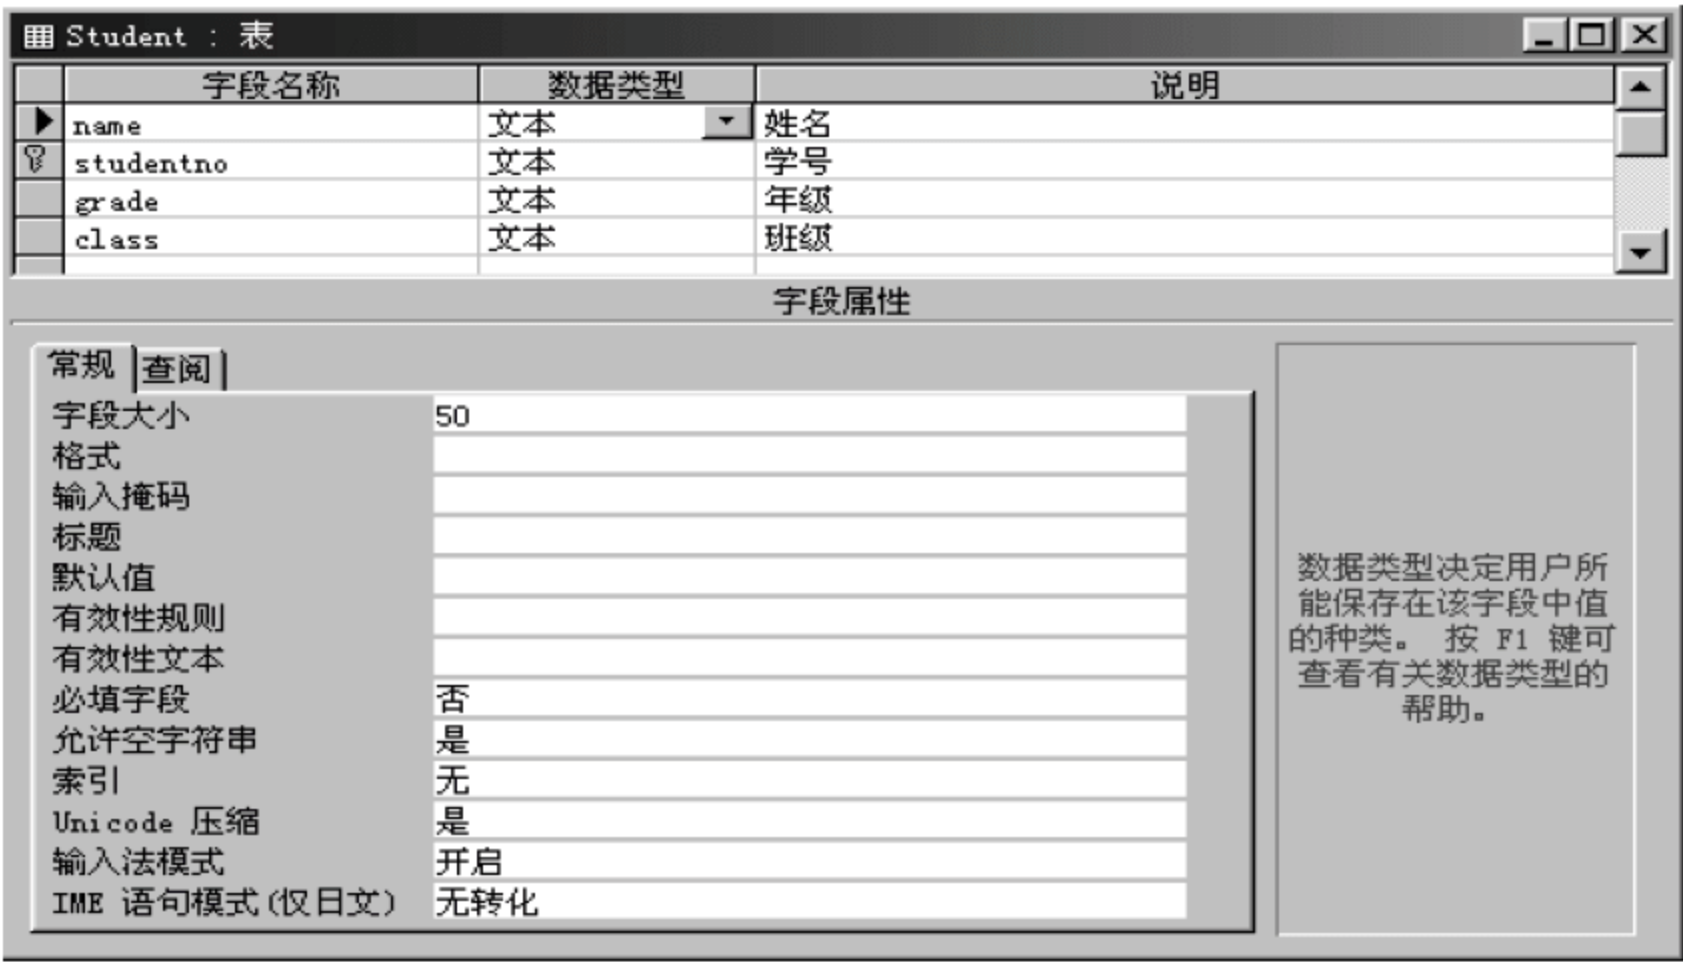 Student : 表
字段名称 数据类型 说明
name 文本 姓名
studentno 文本 学号
grade 文本 年级
class 文本 班级
字段属性
常规 查阅
字段大小 50
格式
输入掩码
标题
默认值
有效性规则
有效性文本
必填字段 否
允许空字符串 是
索引 无
Unicode 压缩 是
输入法模式 开启
IME 语句模式(仅日文) 无转化
数据类型决定用户所
能保存在该字段中值
的种类。 按 F1 键可
查看有关数据类型的
帮助。